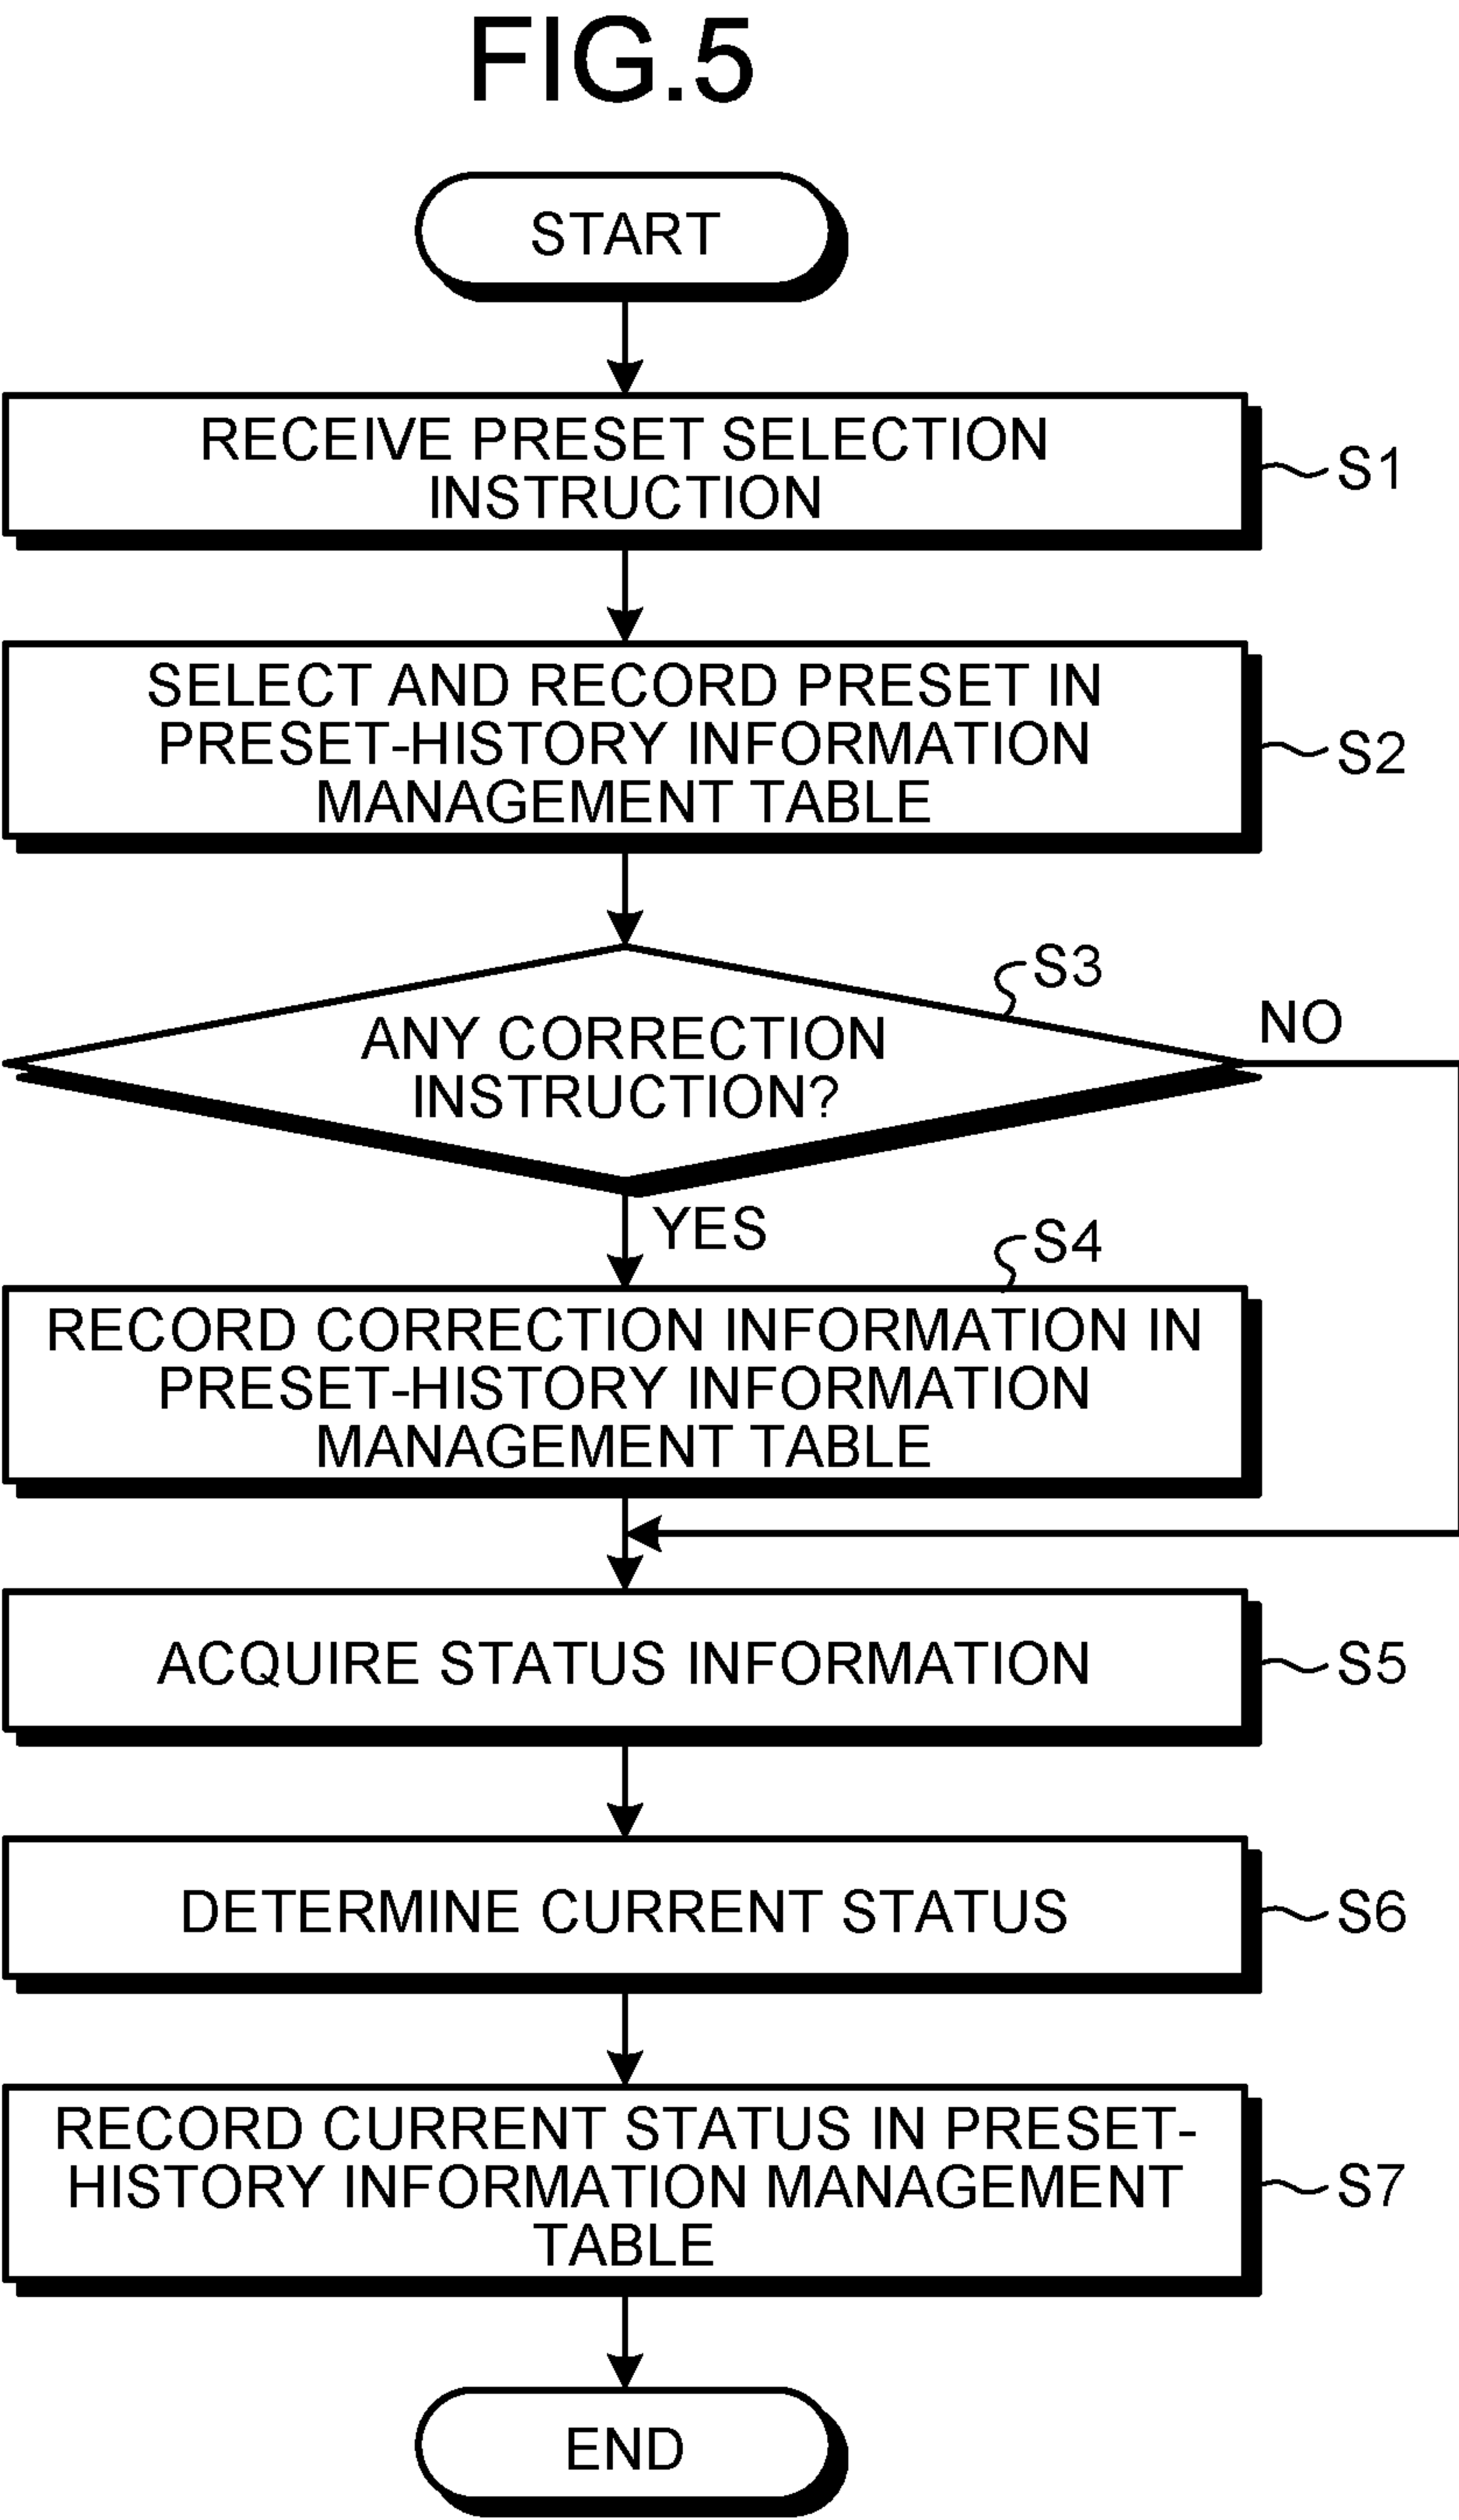 FIG.5
START
RECEIVE PRESET SELECTION
INSTRUCTION
S1
SELECT AND RECORD PRESET IN
PRESET-HISTORY INFORMATION
MANAGEMENT TABLE
S2
S3
ANY CORRECTION
INSTRUCTION?
NO
YES
S4
RECORD CORRECTION INFORMATION IN
PRESET-HISTORY INFORMATION
MANAGEMENT TABLE
ACQUIRE STATUS INFORMATION
S5
DETERMINE CURRENT STATUS
S6
RECORD CURRENT STATUS IN PRESET-
HISTORY INFORMATION MANAGEMENT
TABLE
S7
END